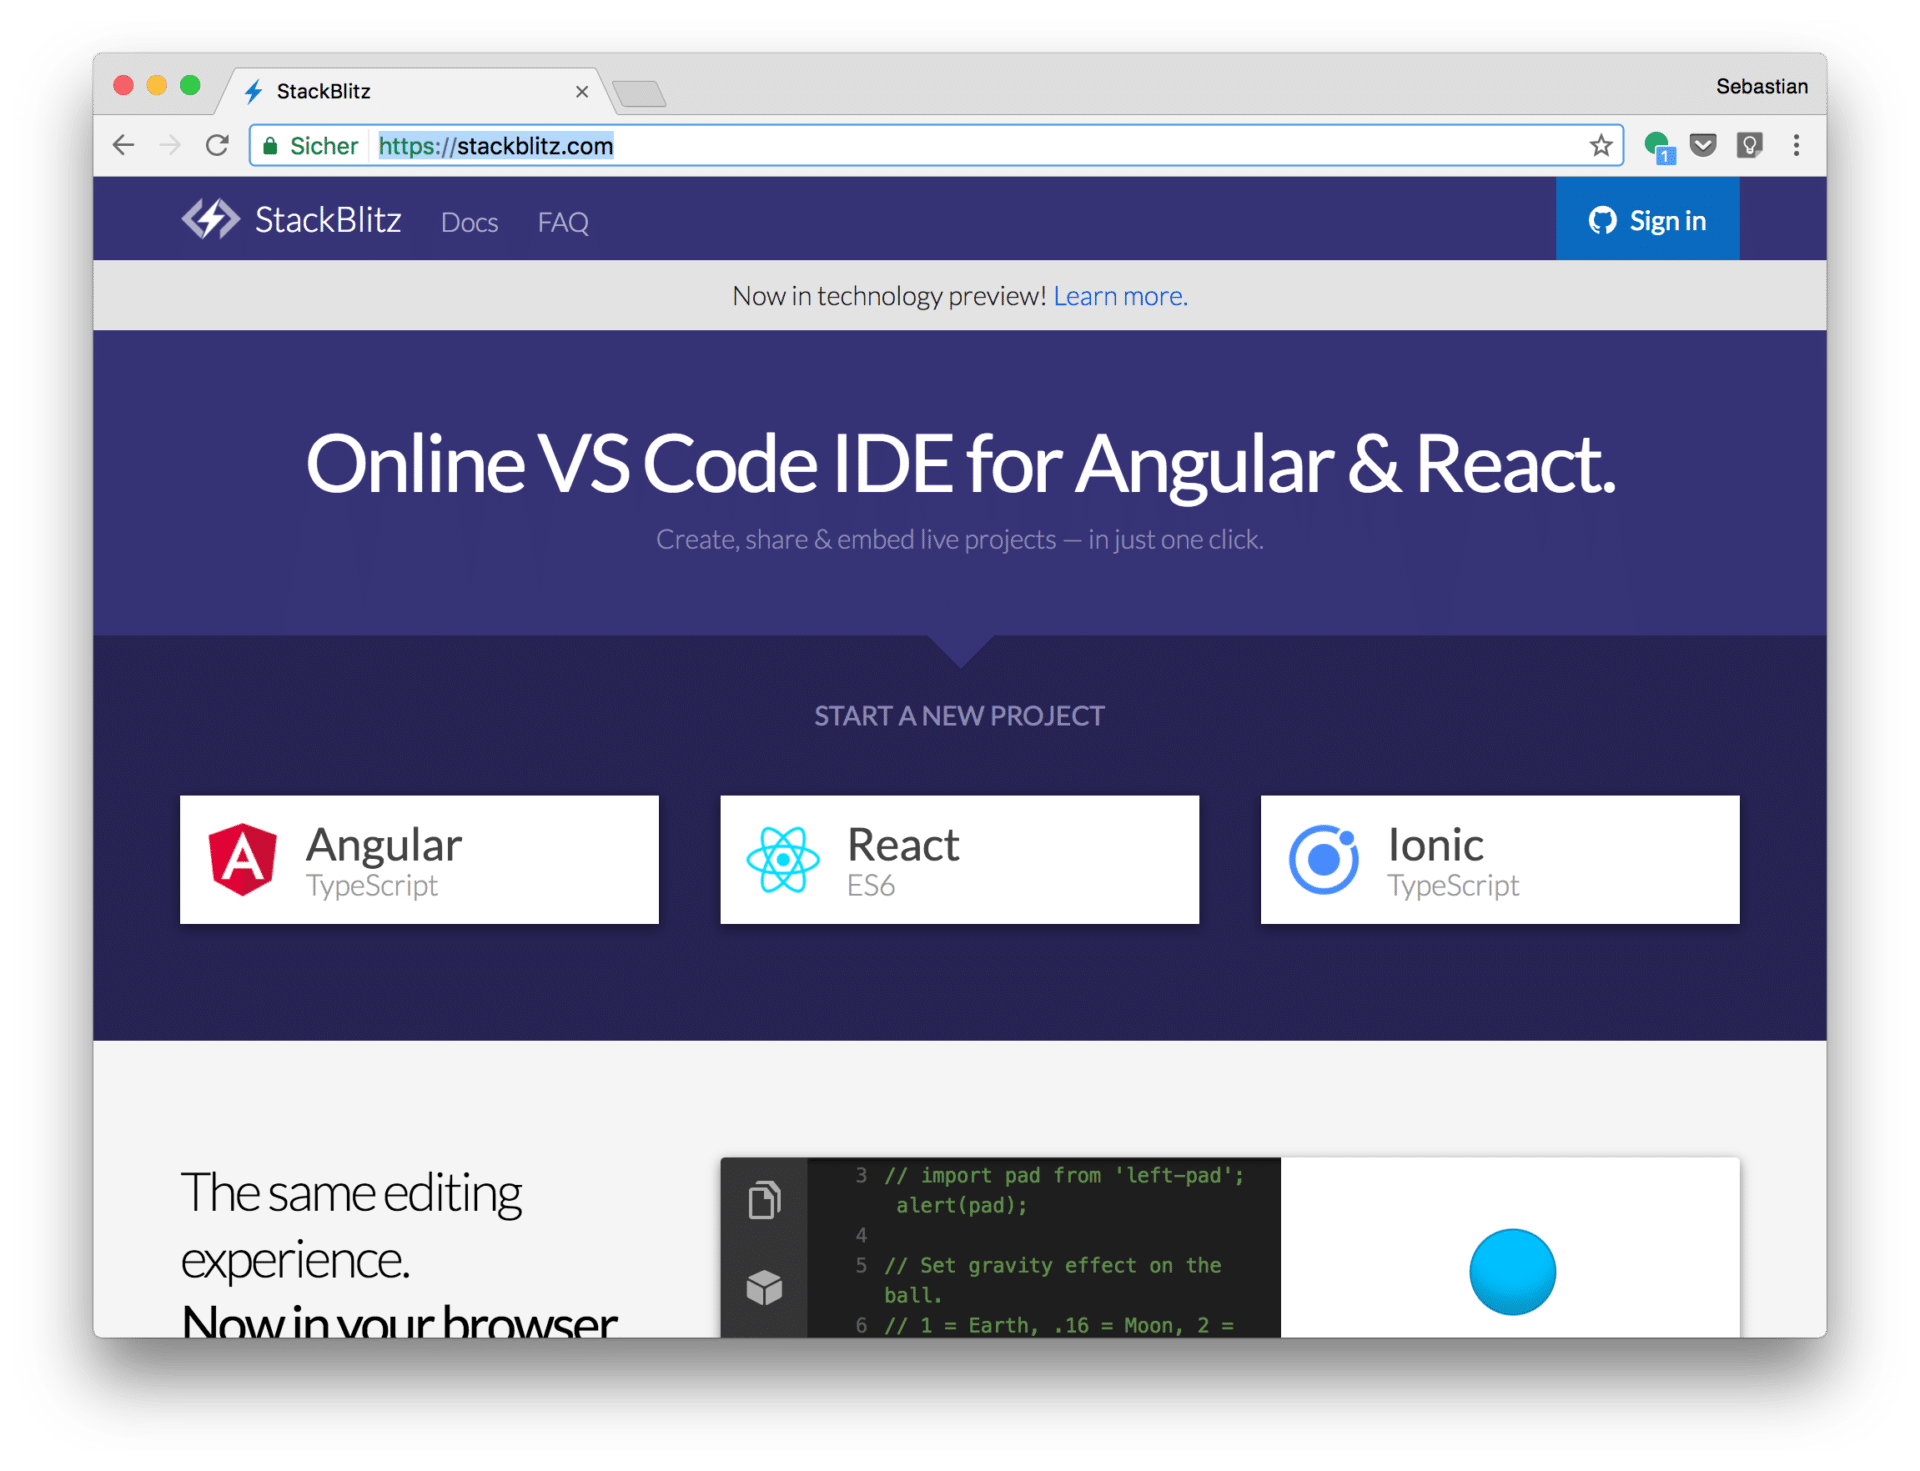 StackBlitz
Sebastian
Sicher https://stackblitz.com
1
StackBlitz Docs FAQ Sign in
Now in technology preview! Learn more.
Online VS Code IDE for Angular & React.
Create, share & embed live projects — in just one click.
START A NEW PROJECT
Angular
TypeScript
React
ES6
Ionic
TypeScript
The same editing
experience.
Now in your browser
3 // import pad from 'left-pad';
alert(pad);
4
5 // Set gravity effect on the
ball.
6 // 1 = Earth, .16 = Moon, 2 =